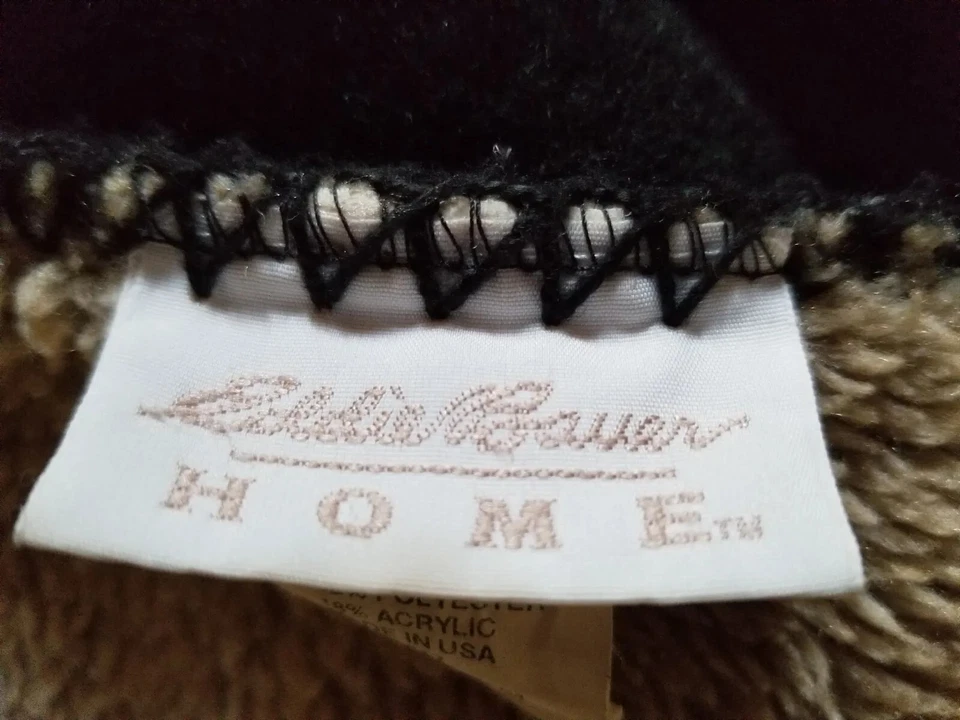 Eddie Bauer
HOME™
POLYESTER
ACRYLIC
IN USA